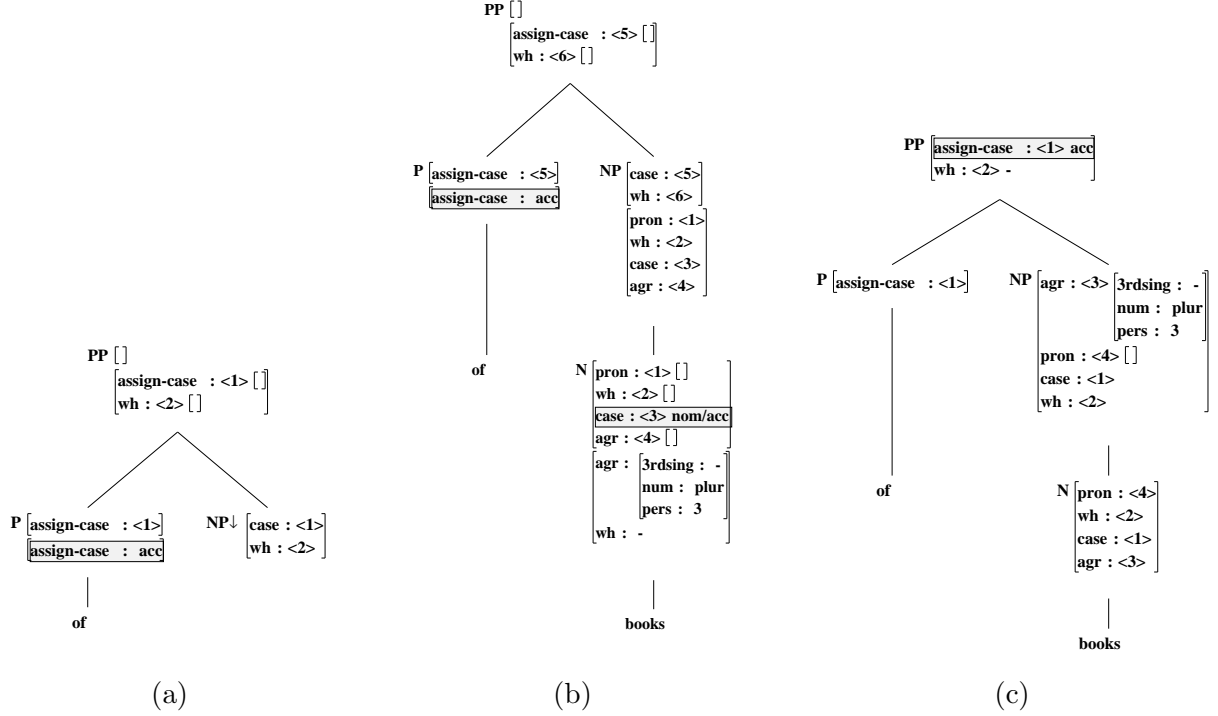 PP []
[assign-case : <1> []
wh : <2> []]
P [assign-case : <1>]
[assign-case : acc]
NP↓ [case : <1>
wh : <2>]
of
(a)
PP []
[assign-case : <5> []
wh : <6> []]
P [assign-case : <5>]
[assign-case : acc]
NP [case : <5>
wh : <6>]
[pron : <1>
wh : <2>
case : <3>
agr : <4>]
of
N [pron : <1> []
wh : <2> []
case : <3> nom/acc
agr : <4> []]
[agr : [3rdsing : -
num : plur
pers : 3]
wh : -]
books
(b)
PP [assign-case : <1> acc
wh : <2> -]
P [assign-case : <1>]
NP [agr : <3> [3rdsing : -
num : plur
pers : 3]
pron : <4> []
case : <1>
wh : <2>]
of
N [pron : <4>
wh : <2>
case : <1>
agr : <3>]
books
(c)